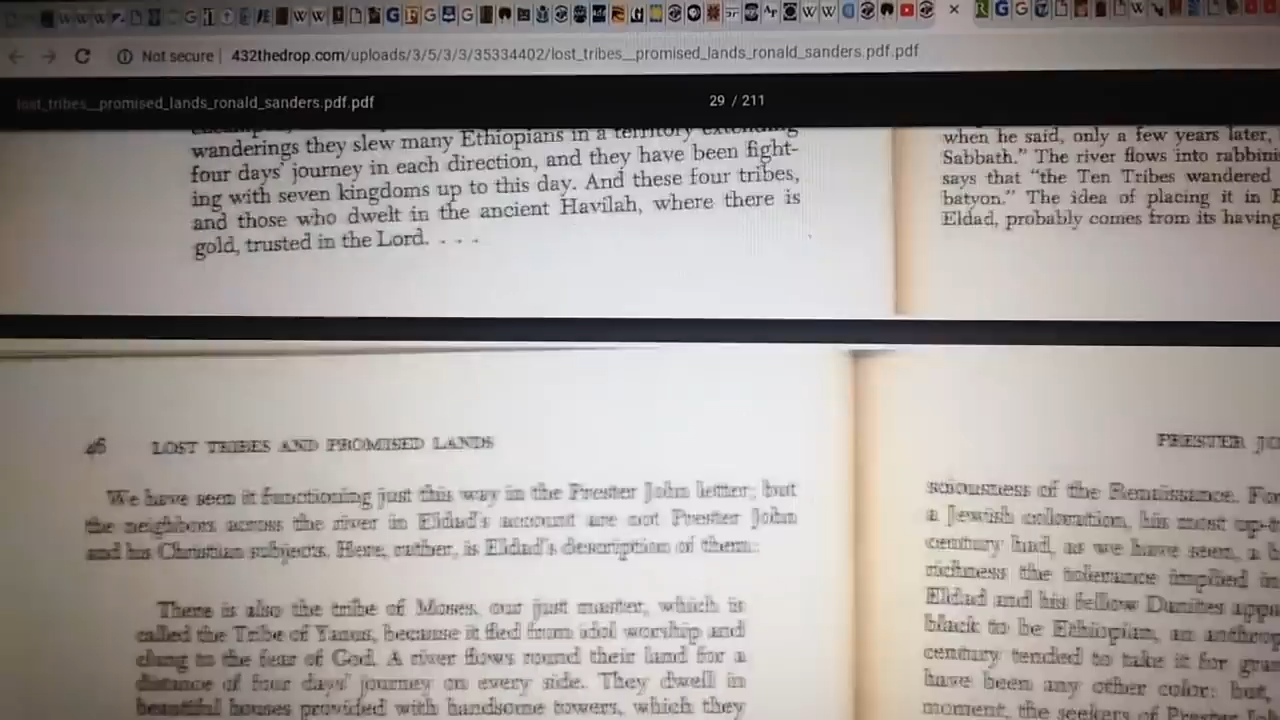 Not secure | 432thedrop.com/uploads/3/5/3/3/35334402/lost_tribes__promised_lands_ronald_sanders.pdf.pdf
lost_tribes__promised_lands_ronald_sanders.pdf.pdf
29 / 211
wanderings they slew many Ethiopians in a territory extending
four days' journey in each direction, and they have been fight-
ing with seven kingdoms up to this day. And these four tribes,
and those who dwelt in the ancient Havilah, where there is
gold, trusted in the Lord. . . .
when he said, only a few years later,
Sabbath." The river flows into rabbini
says that "the Ten Tribes wandered
batyon." The idea of placing it in E
Eldad, probably comes from its having
46 LOST TRIBES AND PROMISED LANDS
We have seen it functioning just this way in the Prester John letter; but
the neighbors across the river in Eldad's account are not Prester John
and his Christian subjects. Here, rather, is Eldad's description of them:
There is also the tribe of Moses, our just master, which is
called the Tribe of Yanus, because it fled from idol worship and
clung to the fear of God. A river flows round their land for a
distance of four days' journey on every side. They dwell in
beautiful houses provided with handsome towers, which they
PRESTER JO
sciousness of the Renaissance. For
a Jewish coloration, his most up-t
century had, as we have seen, a b
richness the tolerance implied in
Eldad and his fellow Danites appe
black to be Ethiopian, an anthrop
century tended to take it for gran
have been any other color; but,
moment, the seekers of Prester Joh